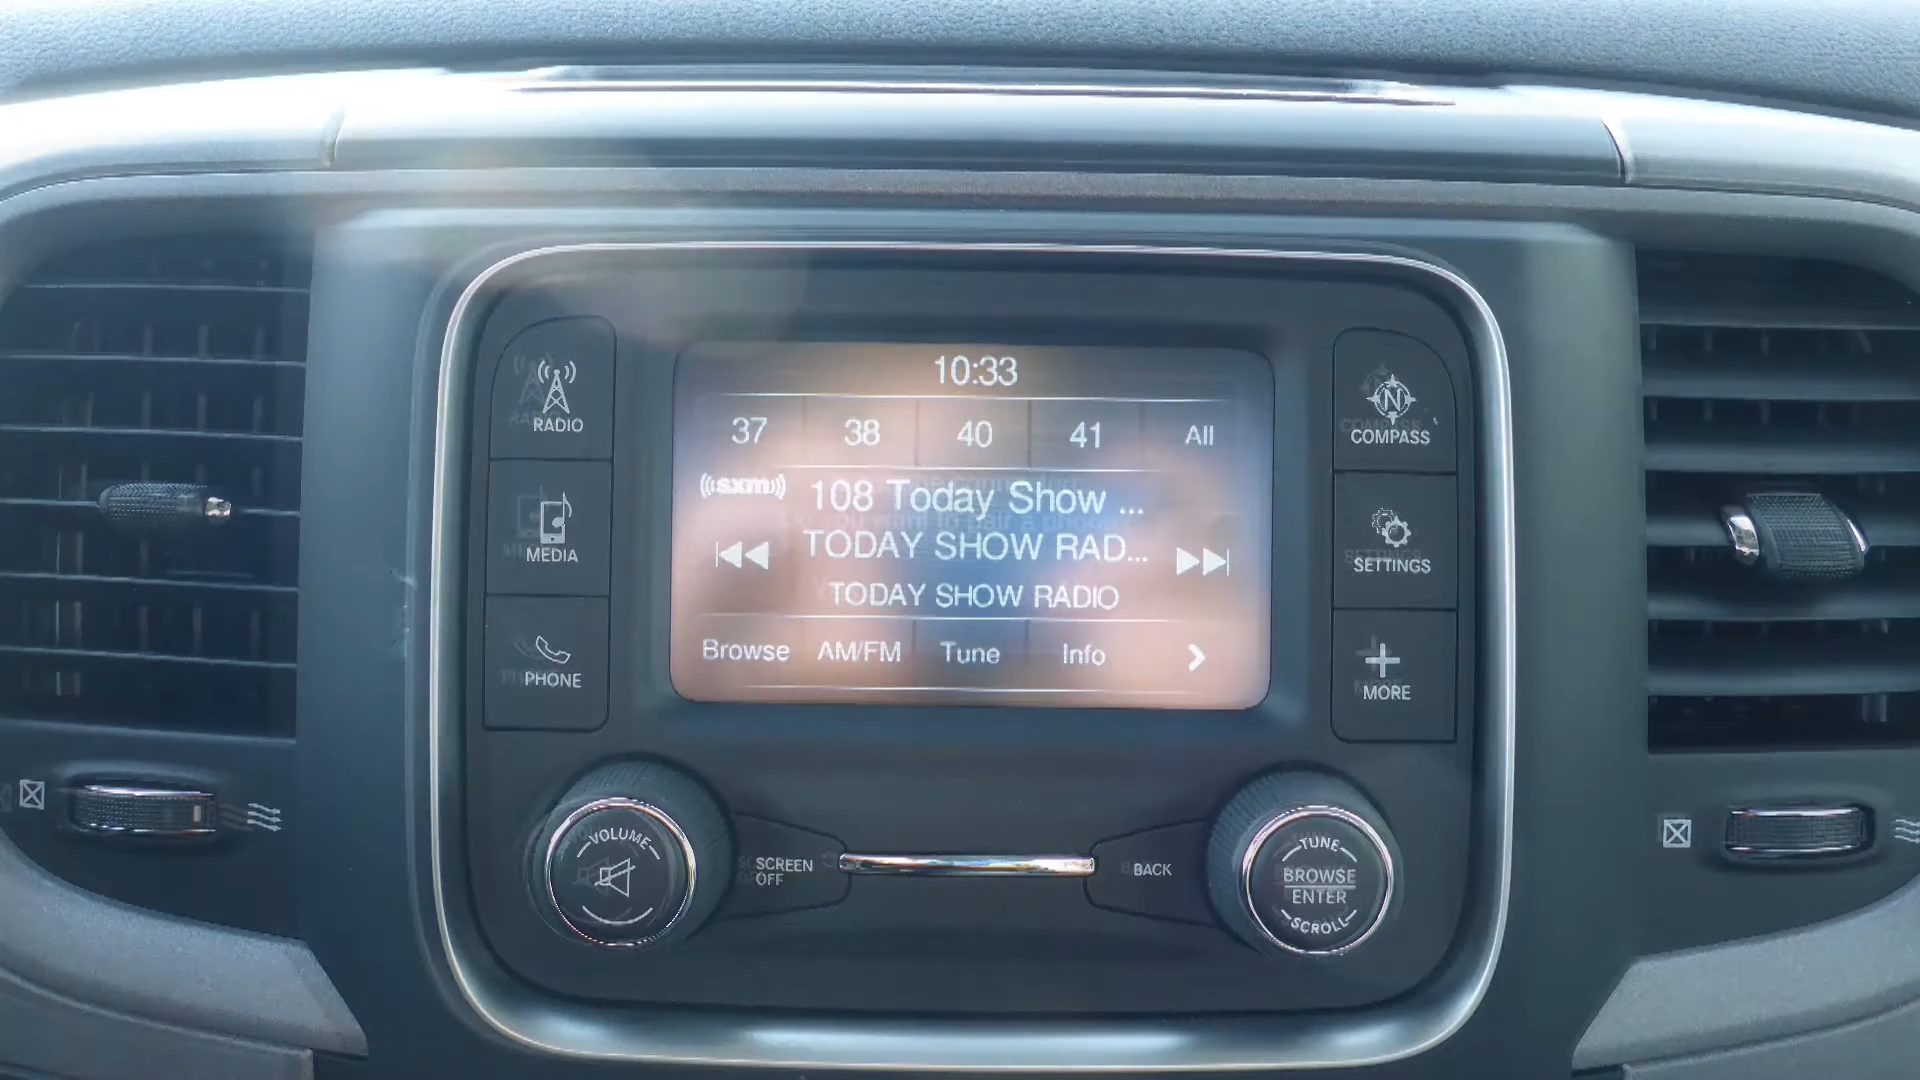 10:33
37 38 40 41 All
((sxm))
108 Today Show ...
TODAY SHOW RAD...
TODAY SHOW RADIO
Browse AM/FM Tune Info
RADIO
MEDIA
PHONE
N
COMPASS
SETTINGS
MORE
VOLUME
SCREEN
OFF
BACK
TUNE
BROWSE
ENTER
SCROLL